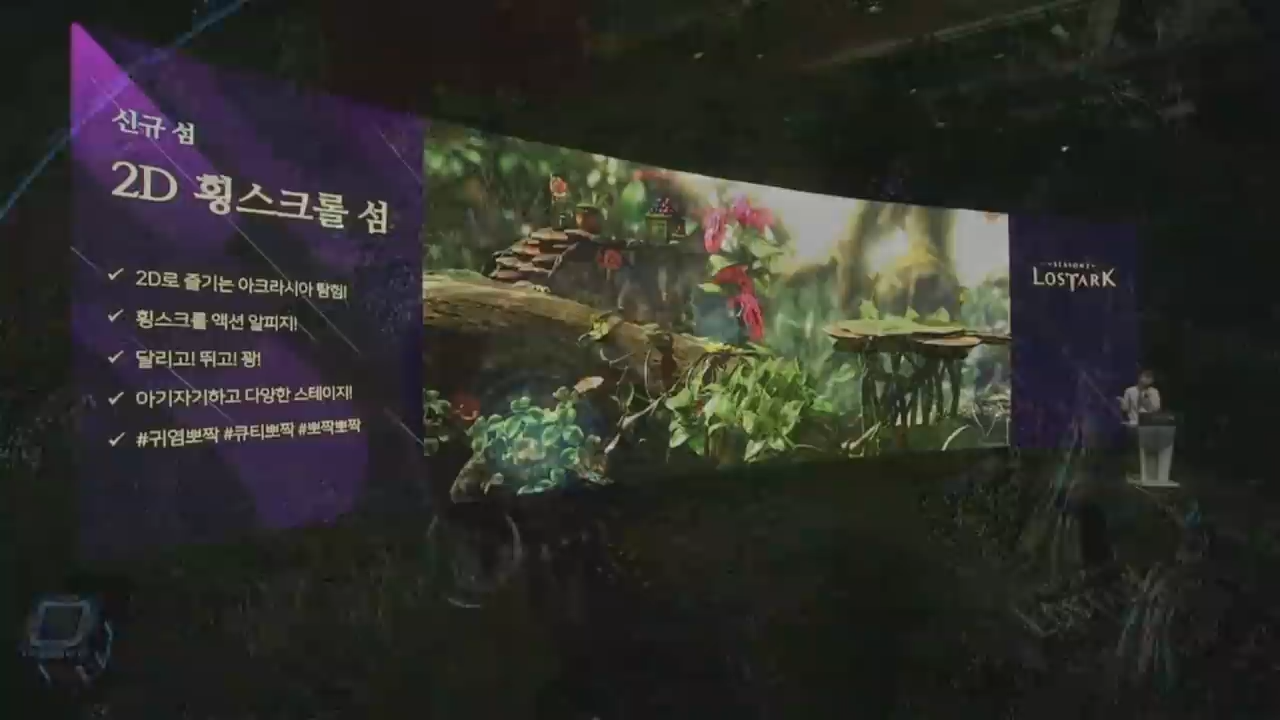 신규 섬
2D 횡스크롤 섬
✓ 2D로 즐기는 아크라시아 탐험!
✓ 횡스크롤 액션 알피지!
✓ 달리고! 뛰고! 꽝!
✓ 아기자기하고 다양한 스테이지!
✓ #귀염뽀짝 #큐티뽀짝 #뽀짝뽀짝
SEASON 2
LOST ARK